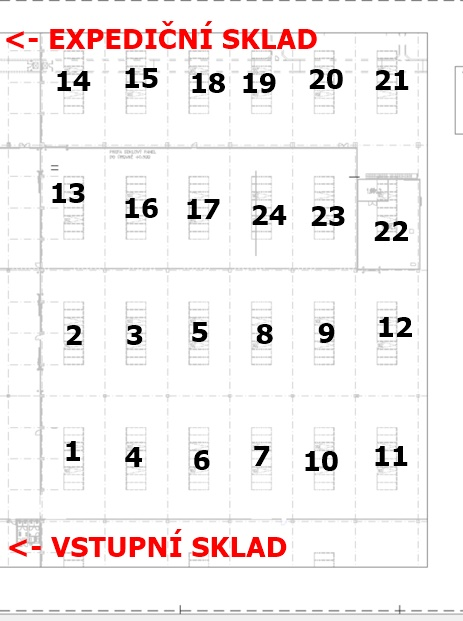 <- EXPEDIČNÍ SKLAD
14 15 18 19 20 21
13 16 17 24 23 22
2 3 5 8 9 12
1 4 6 7 10 11
<- VSTUPNÍ SKLAD